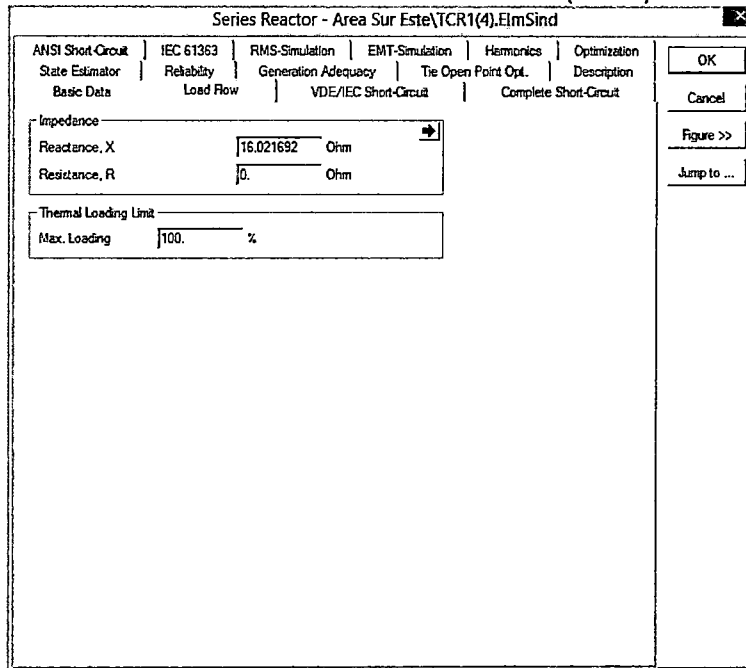 Series Reactor - Area Sur Este\TCR1(4).ElmSind
ANSI Short-Circuit IEC 61363 RMS-Simulation EMT-Simulation Harmonics Optimization
State Estimator Reliability Generation Adequacy Tie Open Point Opt. Description
Basic Data Load Flow VDE/IEC Short-Circuit Complete Short-Circuit
OK
Cancel
Figure >>
Jump to ...
Impedance
Reactance, X 16.021692 Ohm
Resistance, R 0. Ohm
Thermal Loading Limit
Max. Loading 100. %